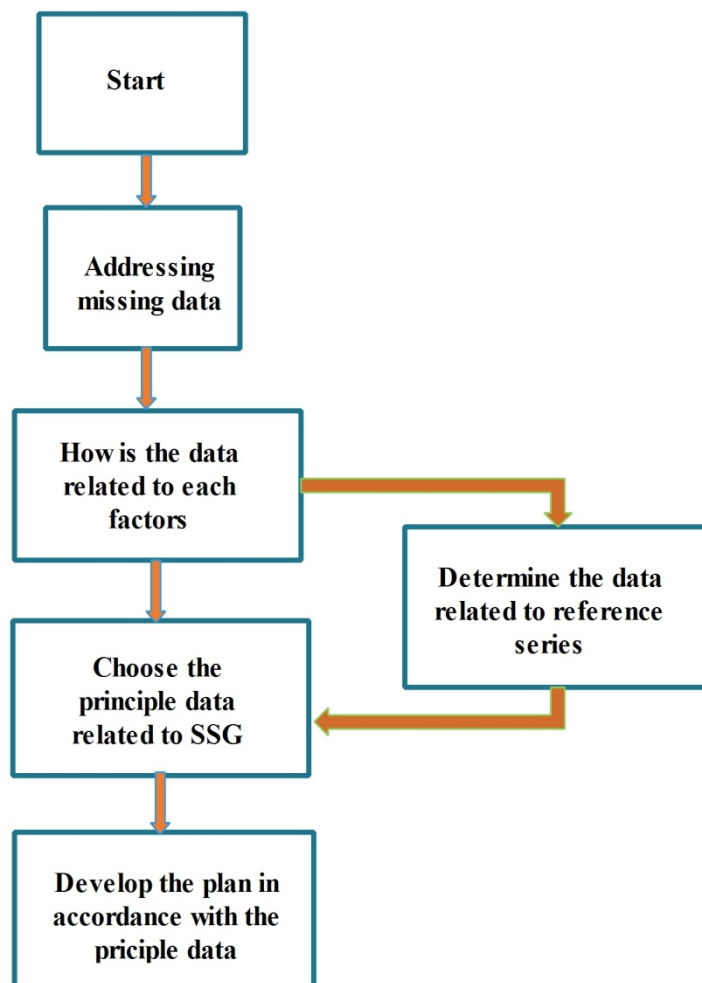 Start
Addressing
missing data
How is the data
related to each
factors
Determine the data
related to reference
series
Choose the
principle data
related to SSG
Develop the plan in
accordance with the
priciple data